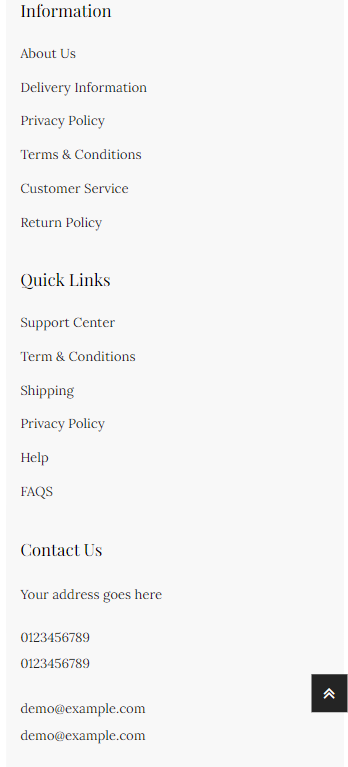 Information
About Us
Delivery Information
Privacy Policy
Terms & Conditions
Customer Service
Return Policy
Quick Links
Support Center
Term & Conditions
Shipping
Privacy Policy
Help
FAQS
Contact Us
Your address goes here
0123456789
0123456789
demo@example.com
demo@example.com